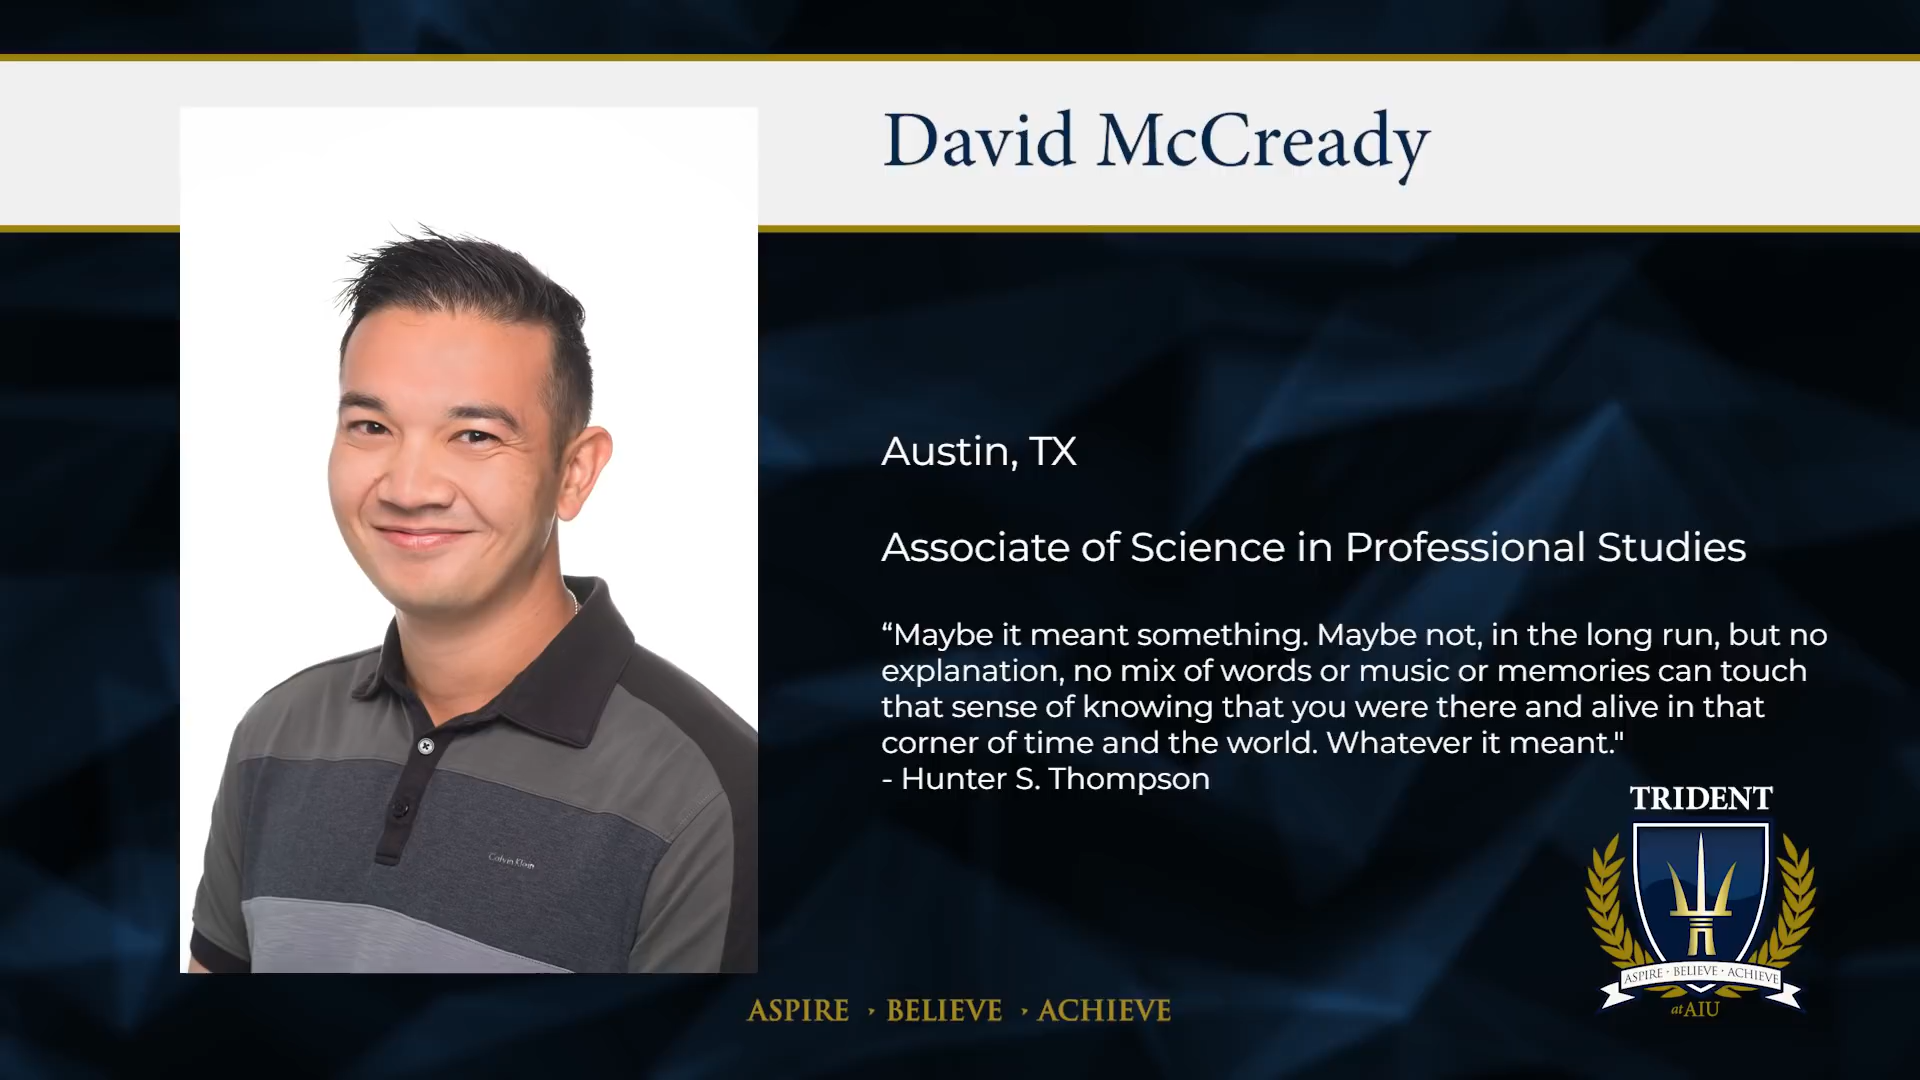 David McCready
Austin, TX
Associate of Science in Professional Studies
“Maybe it meant something. Maybe not, in the long run, but no
explanation, no mix of words or music or memories can touch
that sense of knowing that you were there and alive in that
corner of time and the world. Whatever it meant."
- Hunter S. Thompson
Calvin Klein
TRIDENT
ASPIRE · BELIEVE · ACHIEVE
at AIU
ASPIRE · BELIEVE · ACHIEVE